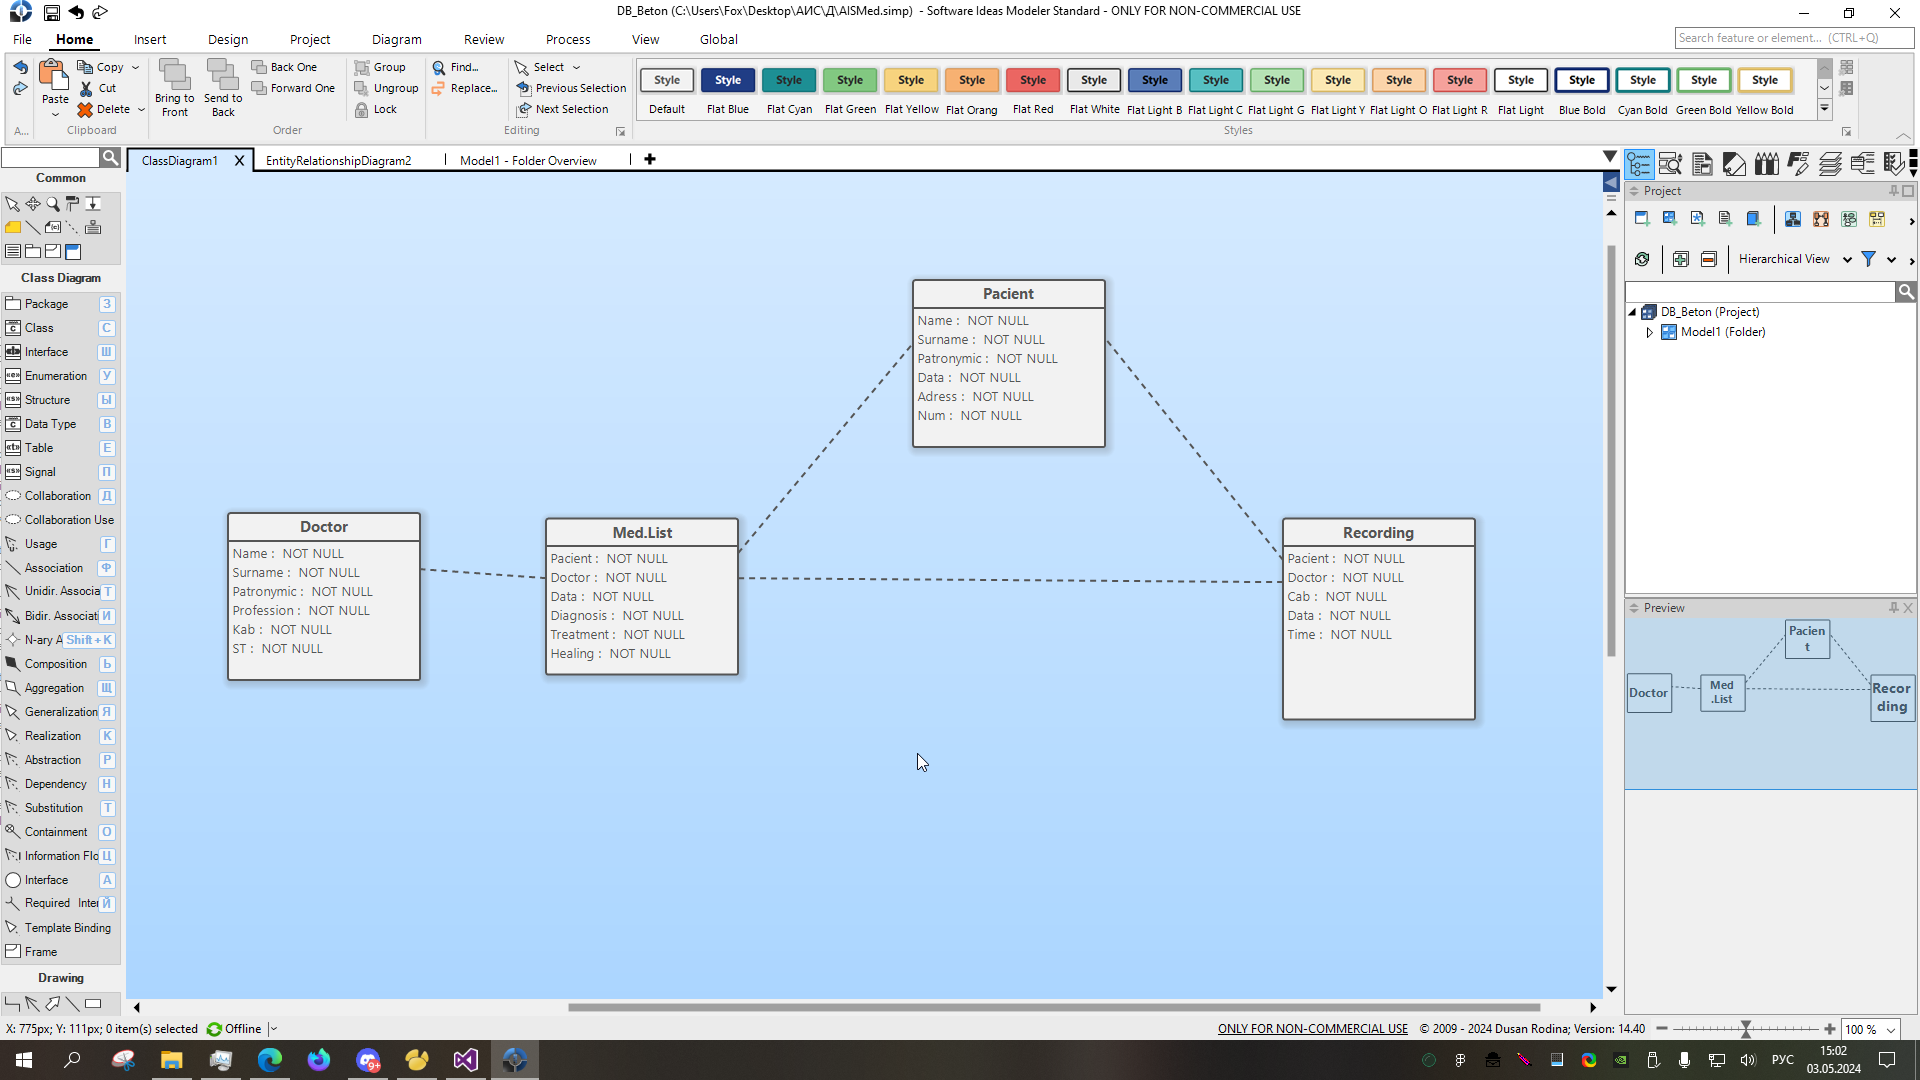 DB_Beton (C:\Users\Fox\Desktop\АИС\Д\AISMed.simp) - Software Ideas Modeler Standard - ONLY FOR NON-COMMERCIAL USE
File Home Insert Design Project Diagram Review Process View Global
Search feature or element... (CTRL+Q)
Paste
Copy
Cut
Delete
Bring to Front
Send to Back
Back One
Forward One
Group
Ungroup
Lock
Find...
Replace...
Select
Previous Selection
Next Selection
Style Style Style Style Style Style Style Style Style Style Style Style Style Style Style Style Style Style Style
Default Flat Blue Flat Cyan Flat Green Flat Yellow Flat Orang Flat Red Flat White Flat Light B Flat Light C Flat Light G Flat Light Y Flat Light O Flat Light R Flat Light Blue Bold Cyan Bold Green Bold Yellow Bold
A... Clipboard Order Editing Styles
ClassDiagram1 X EntityRelationshipDiagram2 Model1 - Folder Overview
Common
Class Diagram
Package З
Class С
Interface Ш
Enumeration У
Structure Ы
Data Type В
Table Е
Signal П
Collaboration Д
Collaboration Use
Usage Г
Association Ф
Unidir. Associa Т
Bidir. Associati И
N-ary A Shift + K
Composition Ь
Aggregation Щ
Generalization Я
Realization К
Abstraction Р
Dependency Н
Substitution Т
Containment О
Information Flo Ц
Interface А
Required Inter Й
Template Binding
Frame
Drawing
Pacient
Name : NOT NULL
Surname : NOT NULL
Patronymic : NOT NULL
Data : NOT NULL
Adress : NOT NULL
Num : NOT NULL
Doctor
Name : NOT NULL
Surname : NOT NULL
Patronymic : NOT NULL
Profession : NOT NULL
Kab : NOT NULL
ST : NOT NULL
Med.List
Pacient : NOT NULL
Doctor : NOT NULL
Data : NOT NULL
Diagnosis : NOT NULL
Treatment : NOT NULL
Healing : NOT NULL
Recording
Pacient : NOT NULL
Doctor : NOT NULL
Cab : NOT NULL
Data : NOT NULL
Time : NOT NULL
Project
Hierarchical View
DB_Beton (Project)
Model1 (Folder)
Preview
Pacien
t
Doctor
Med
.List
Recor
ding
X: 775px; Y: 111px; 0 item(s) selected Offline
ONLY FOR NON-COMMERCIAL USE © 2009 - 2024 Dusan Rodina; Version: 14.40 100 %
9+
РУС
15:02
03.05.2024